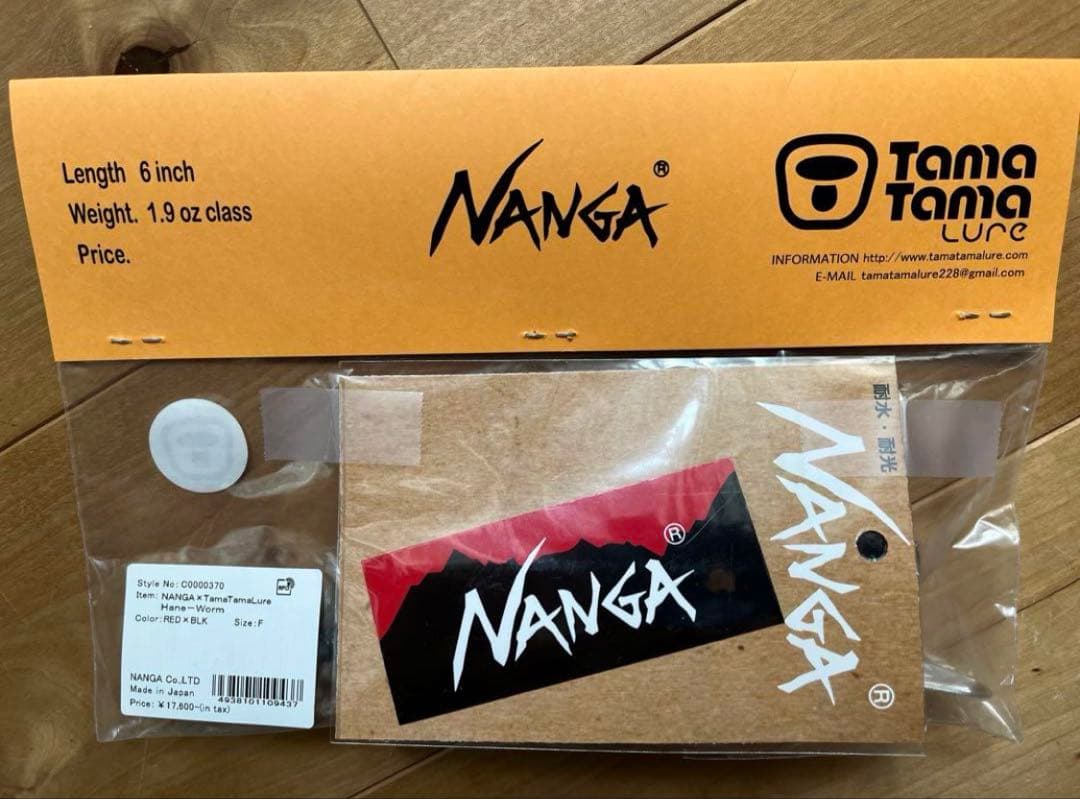 Length 6 inch
Weight. 1.9 oz class
Price.
NANGA®
Tama
Tama
Lure
INFORMATION http://www.tamatamalure.com
E-MAIL tamatamalure228@gmail.com
耐水・耐光
NANGA®
NANGA®
Style No: C0000370
Item: NANGA×TamaTamaLure
Hane-Worm
Color:RED×BLK Size:F
NANGA Co.,LTD
Made in Japan
4938101109437
Price: ¥17,600-(in tax)